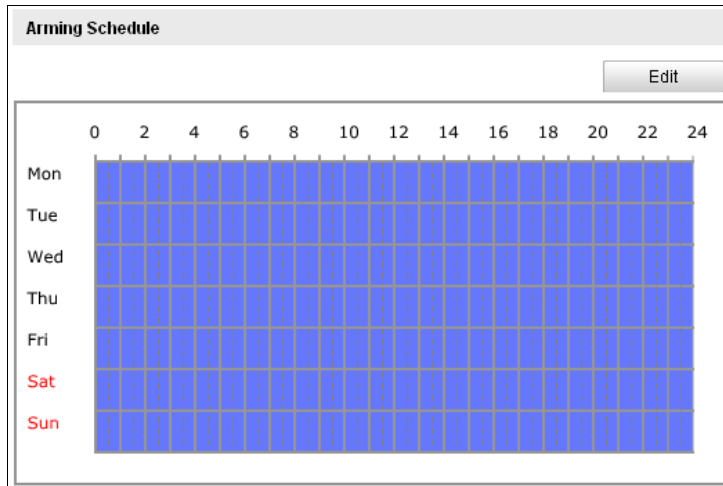 Arming Schedule
Edit
0 2 4 6 8 10 12 14 16 18 20 22 24
Mon
Tue
Wed
Thu
Fri
Sat
Sun